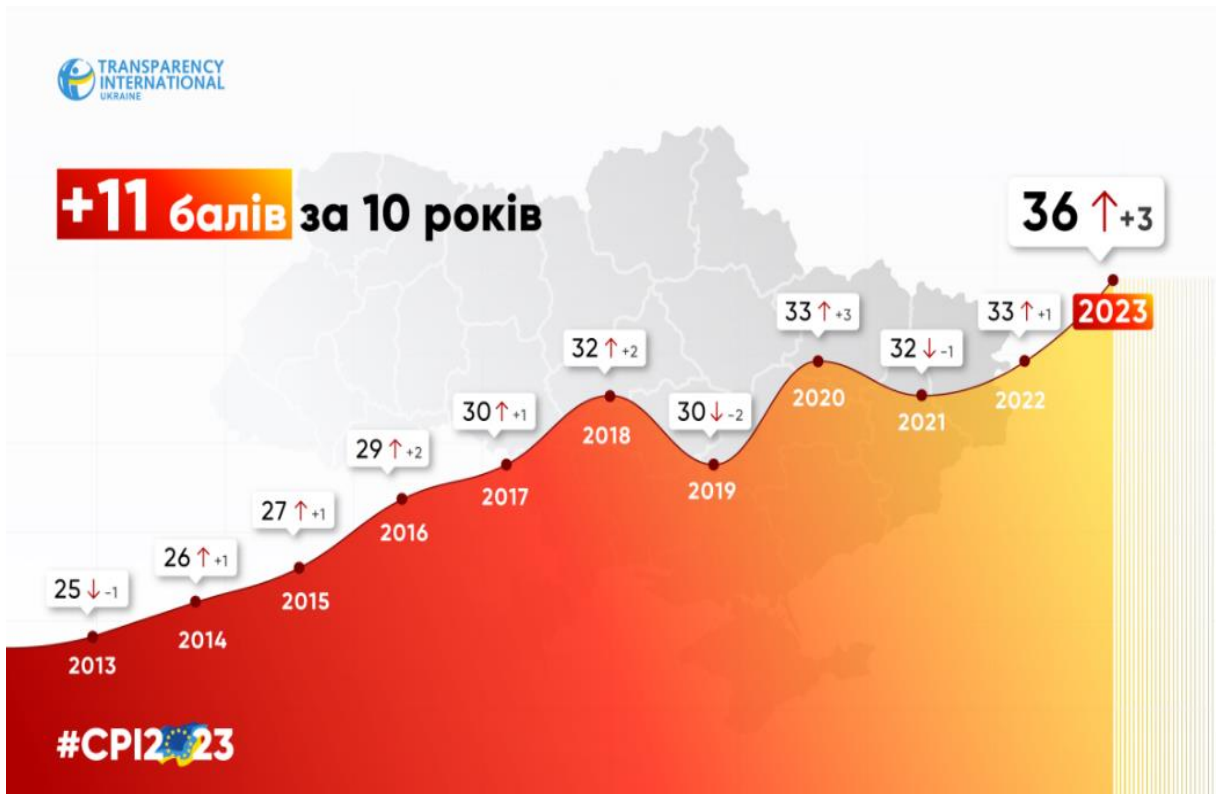 TRANSPARENCY
INTERNATIONAL
UKRAINE
+11 балів за 10 років
36 ↑ +3
2023
33 ↑ +3
2020
32 ↓ -1
2021
33 ↑ +1
2022
32 ↑ +2
2018
30 ↑ +1
2017
30 ↓ -2
2019
29 ↑ +2
2016
27 ↑ +1
2015
26 ↑ +1
2014
25 ↓ -1
2013
#CPI2023